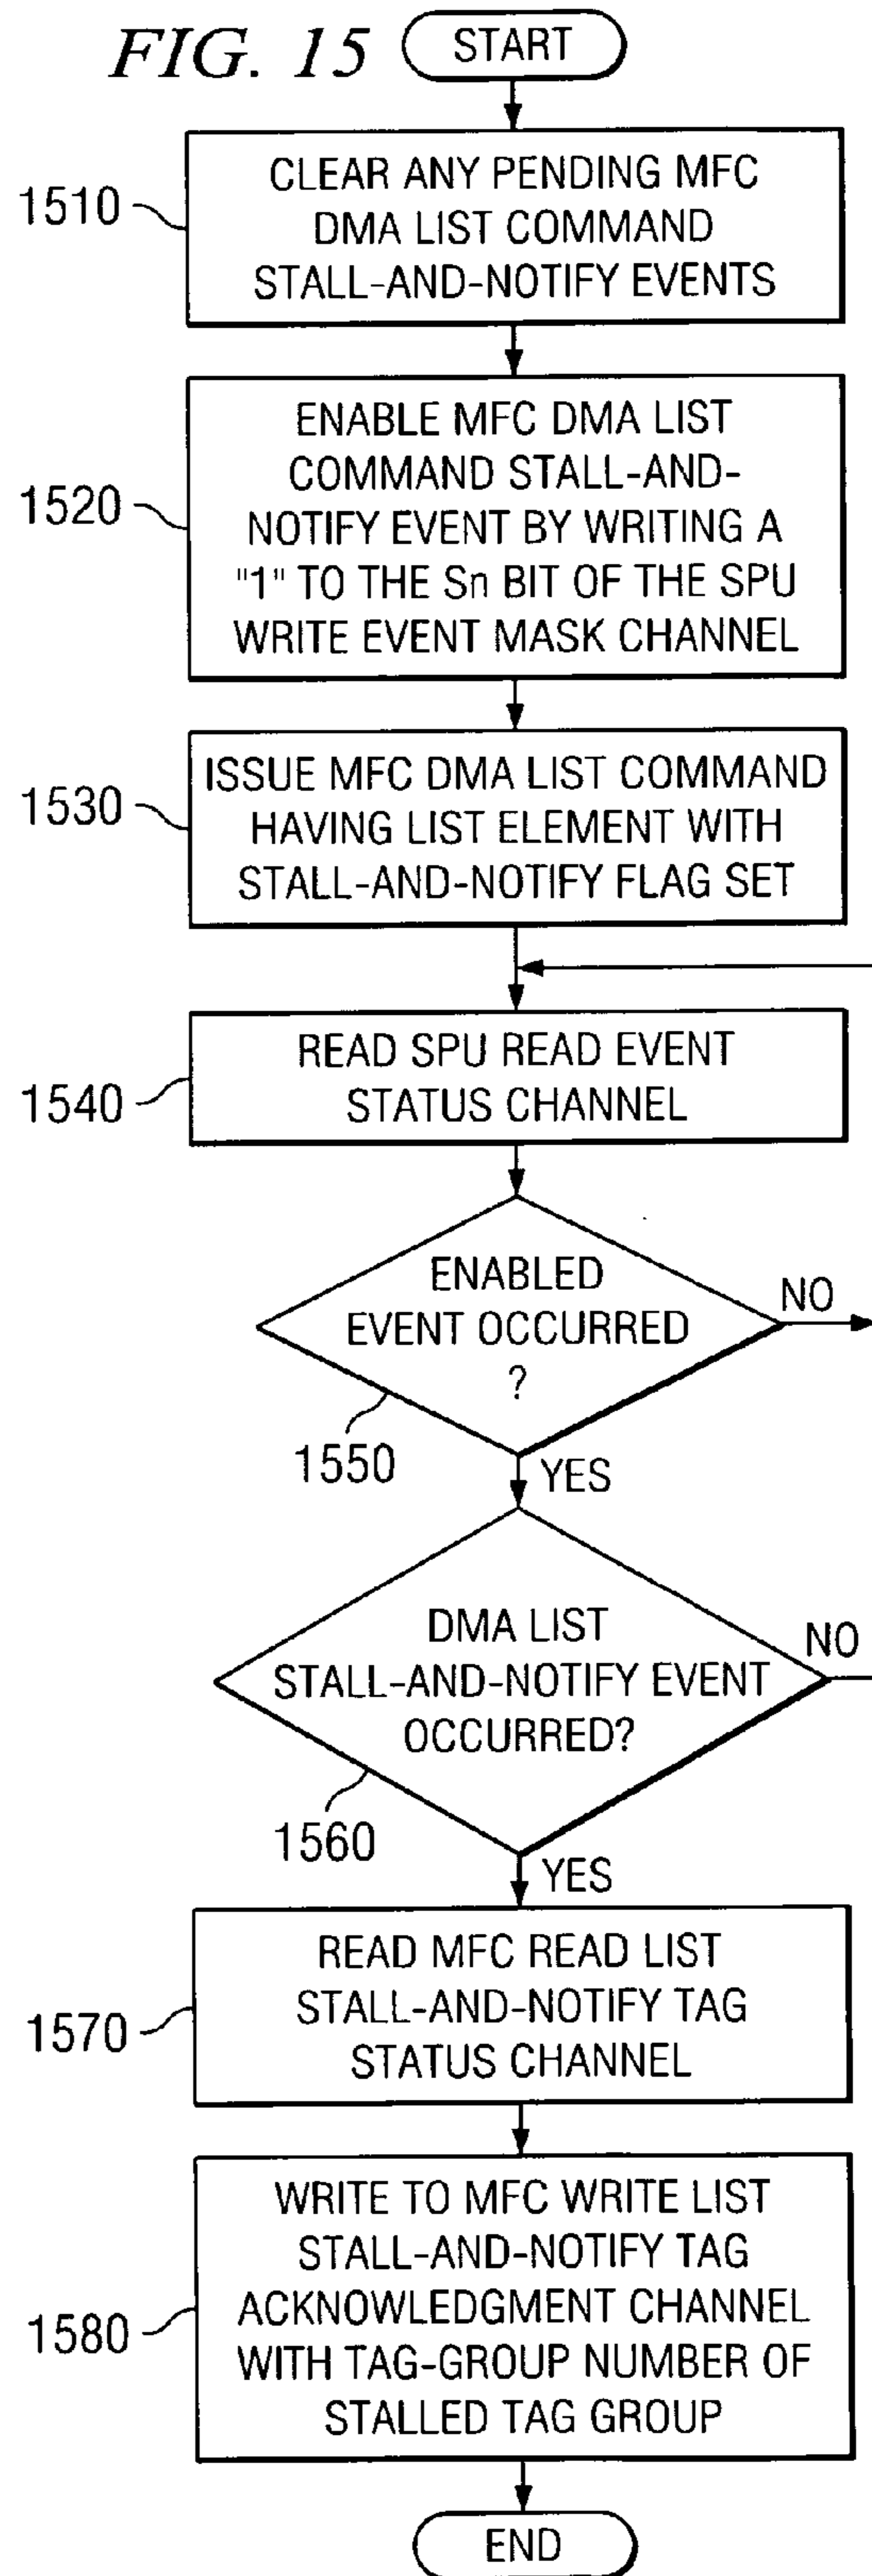 FIG. 15
START
1510
CLEAR ANY PENDING MFC
DMA LIST COMMAND
STALL-AND-NOTIFY EVENTS
1520
ENABLE MFC DMA LIST
COMMAND STALL-AND-
NOTIFY EVENT BY WRITING A
"1" TO THE Sn BIT OF THE SPU
WRITE EVENT MASK CHANNEL
1530
ISSUE MFC DMA LIST COMMAND
HAVING LIST ELEMENT WITH
STALL-AND-NOTIFY FLAG SET
1540
READ SPU READ EVENT
STATUS CHANNEL
ENABLED
EVENT OCCURRED
?
NO
1550
YES
DMA LIST
STALL-AND-NOTIFY EVENT
OCCURRED?
NO
1560
YES
1570
READ MFC READ LIST
STALL-AND-NOTIFY TAG
STATUS CHANNEL
1580
WRITE TO MFC WRITE LIST
STALL-AND-NOTIFY TAG
ACKNOWLEDGMENT CHANNEL
WITH TAG-GROUP NUMBER OF
STALLED TAG GROUP
END